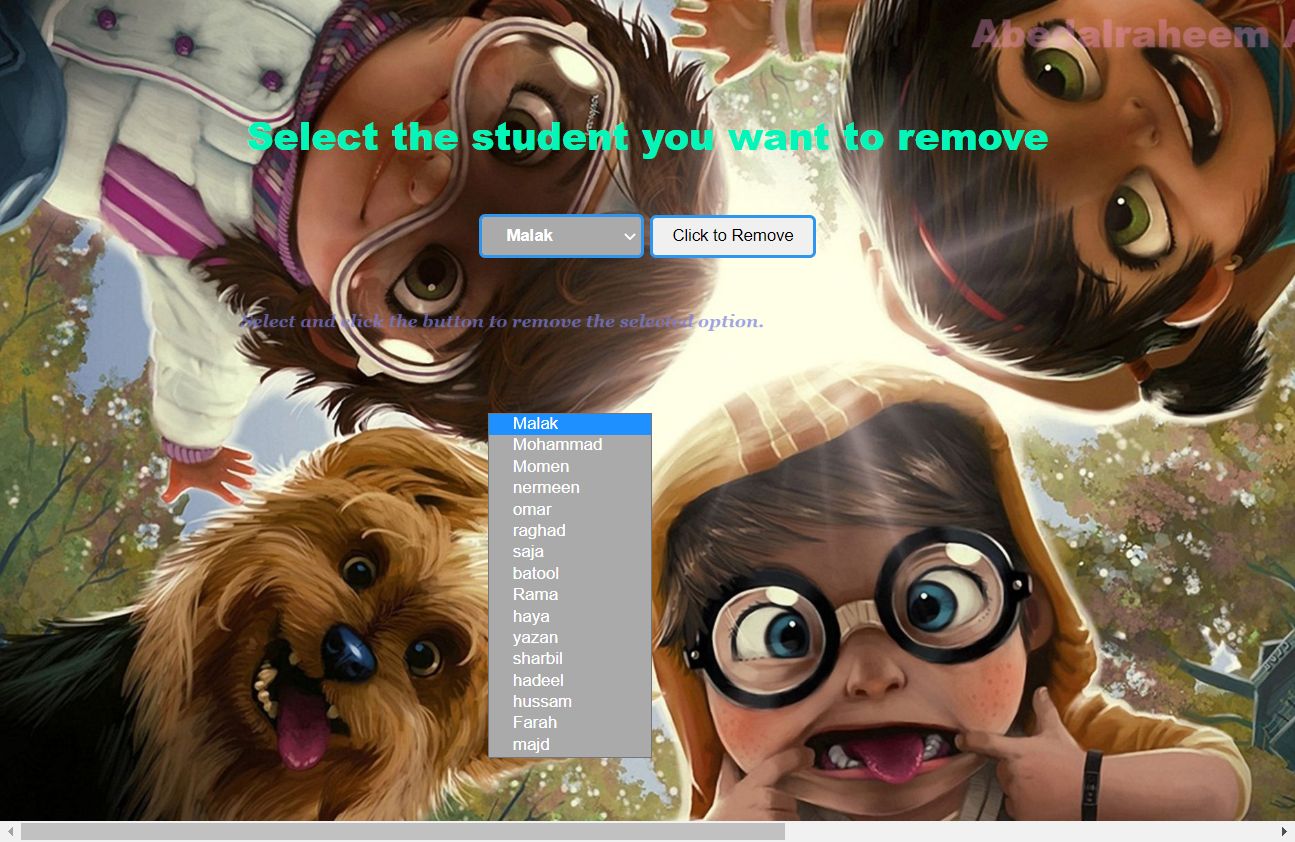 Abedalraheem A
Select the student you want to remove
Malak
Click to Remove
Select and click the button to remove the selected option.
Malak
Mohammad
Momen
nermeen
omar
raghad
saja
batool
Rama
haya
yazan
sharbil
hadeel
hussam
Farah
majd